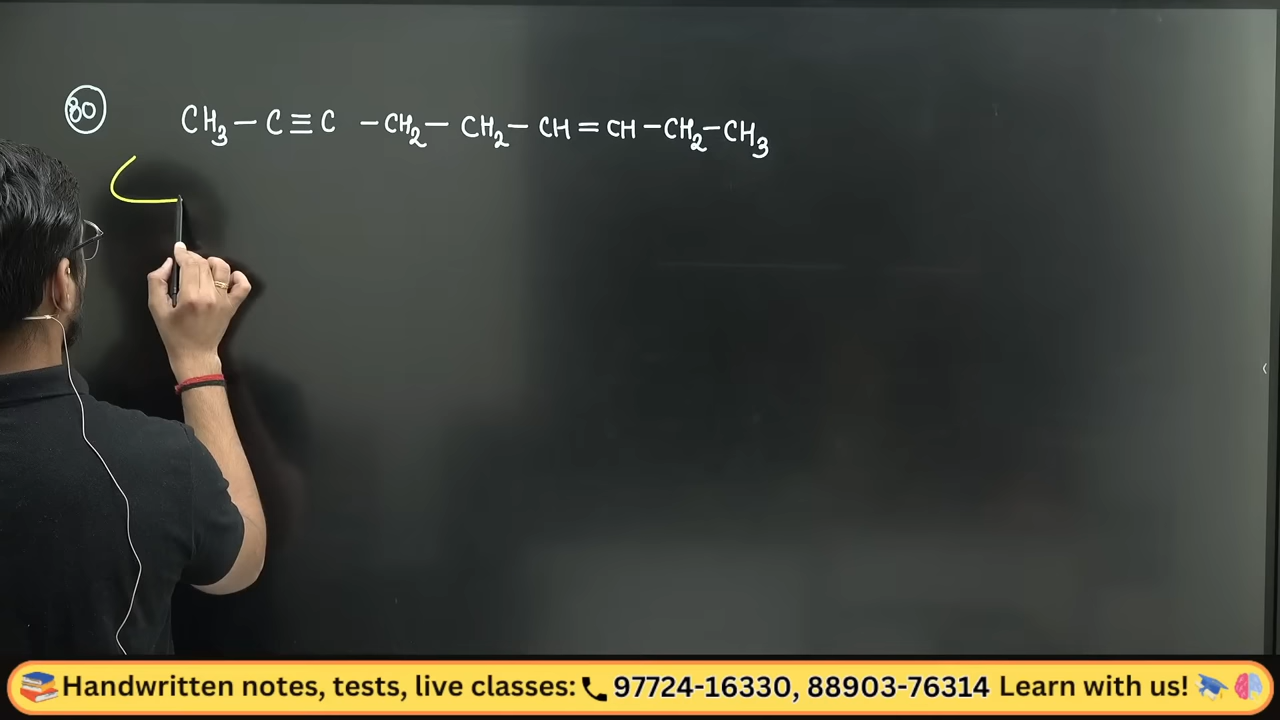 80 CH₃ — C ≡ C — CH₂ — CH₂ — CH = CH — CH₂ — CH₃
Handwritten notes, tests, live classes: 97724-16330, 88903-76314 Learn with us!